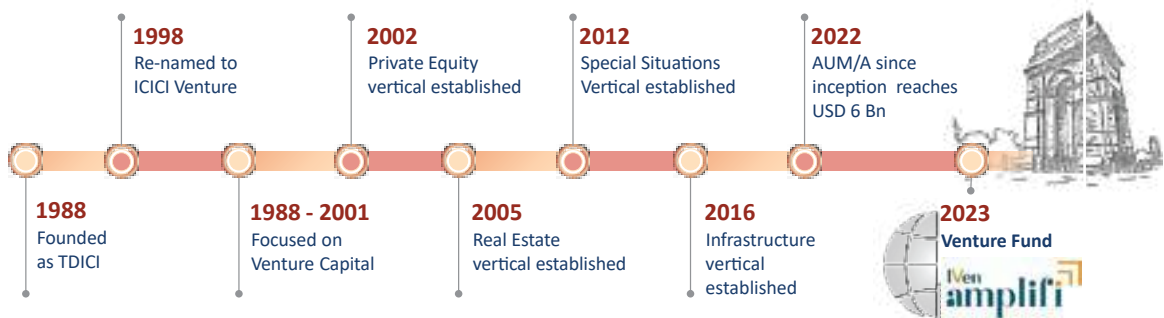 1998
Re-named to
ICICI Venture
2002
Private Equity
vertical established
2012
Special Situations
Vertical established
2022
AUM/A since
inception reaches
USD 6 Bn
1988
Founded
as TDICI
1988 - 2001
Focused on
Venture Capital
2005
Real Estate
vertical established
2016
Infrastructure
vertical
established
2023
Venture Fund
IVen
amplifi